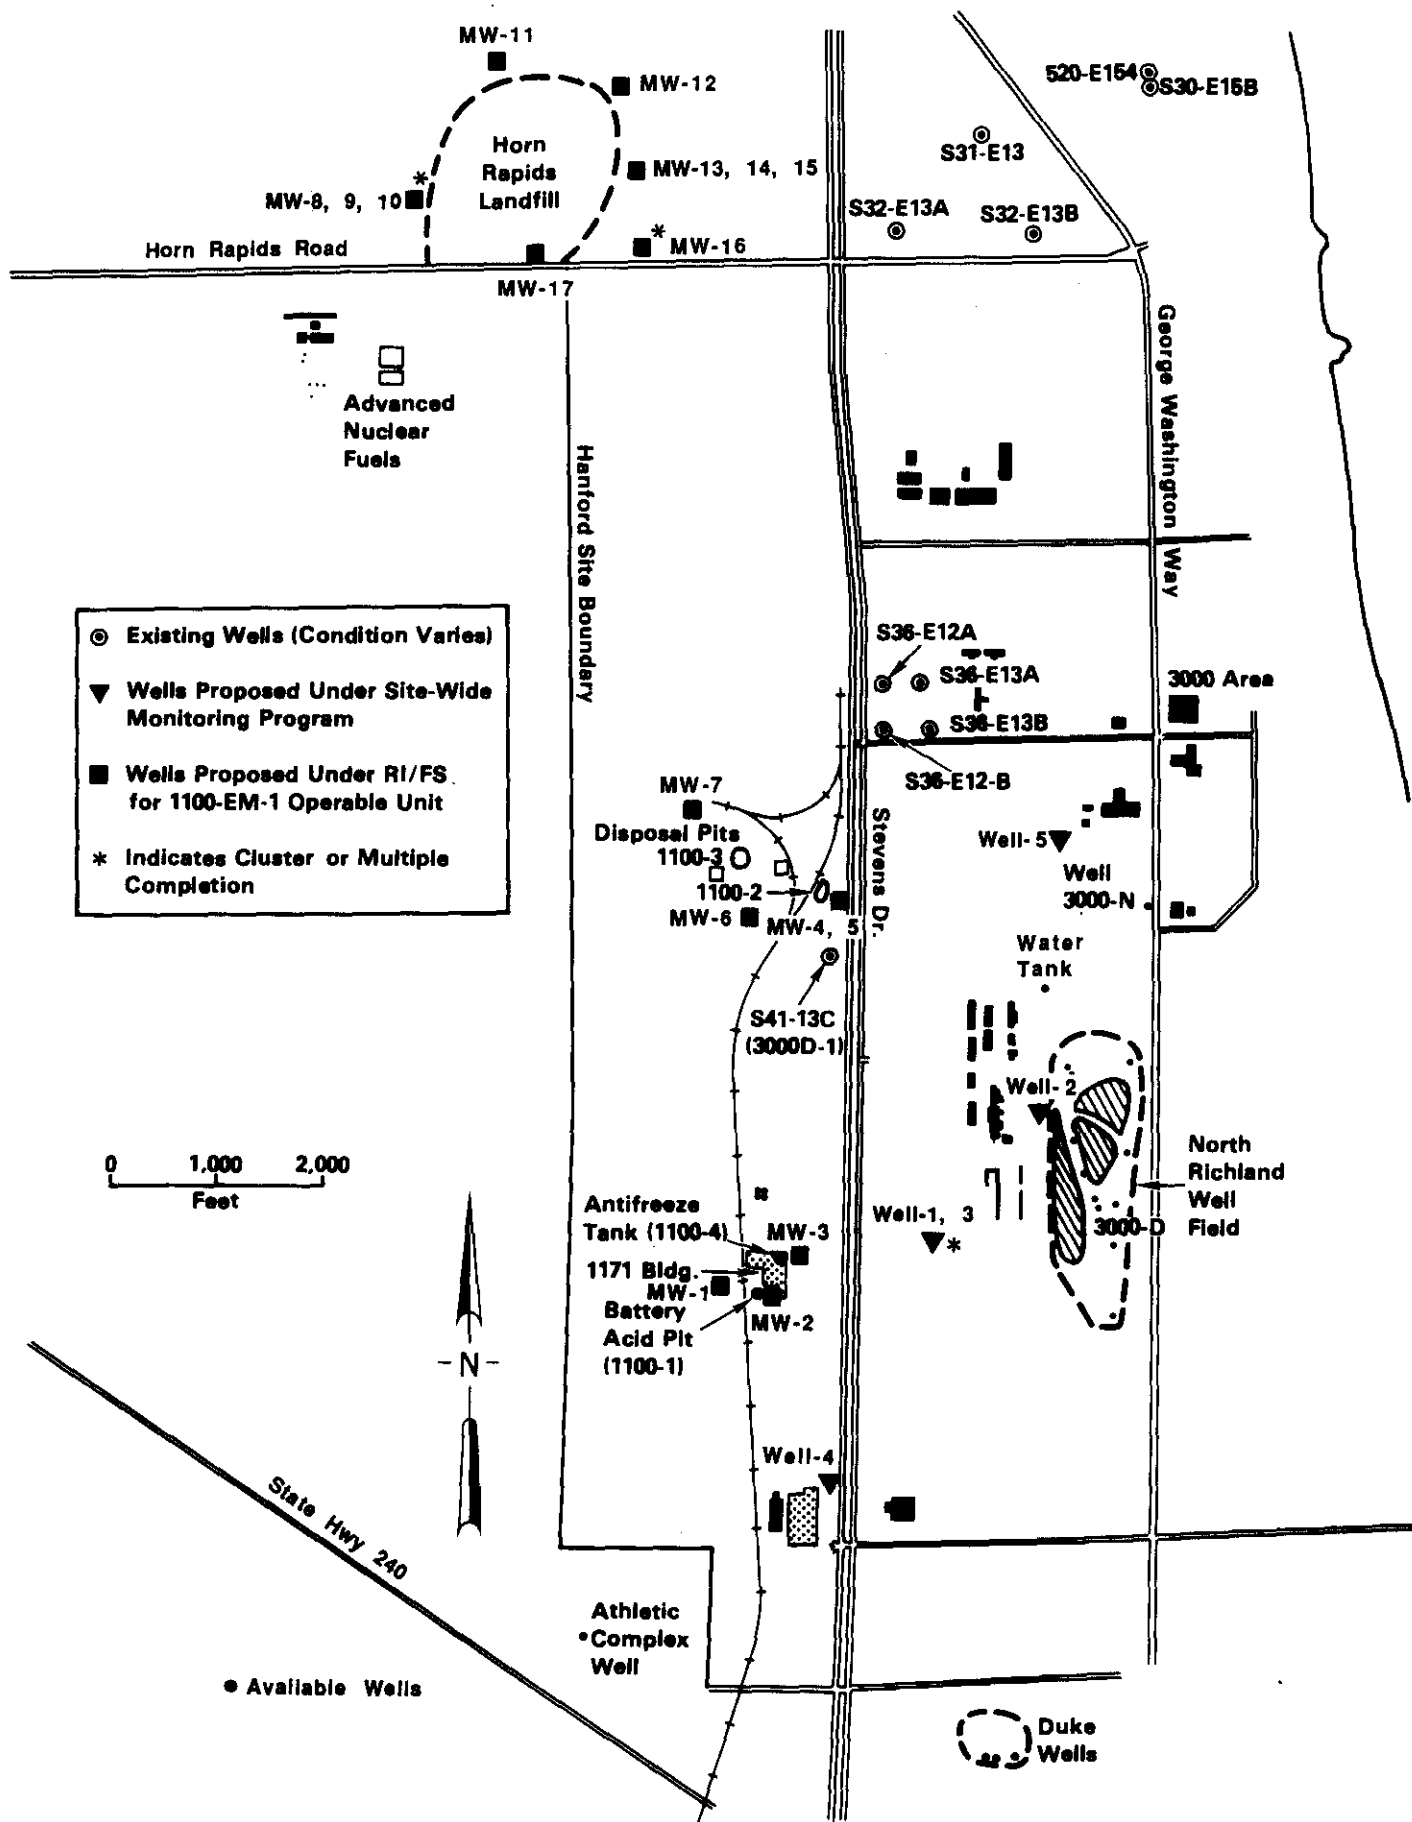 MW-11
520-E154
S30-E15B
MW-12
S31-E13
Horn
Rapids
Landfill
MW-13, 14, 15
*
MW-8, 9, 10
S32-E13A
S32-E13B
*
MW-16
Horn Rapids Road
MW-17
George Washington Way
Advanced
Nuclear
Fuels
Hanford Site Boundary
Existing Wells (Condition Varies)
Wells Proposed Under Site-Wide
Monitoring Program
Wells Proposed Under RI/FS
for 1100-EM-1 Operable Unit
* Indicates Cluster or Multiple
Completion
S36-E12A
S36-E13A
3000 Area
S36-E13B
S36-E12-B
MW-7
Disposal Pits
1100-3
1100-2
MW-6
MW-4, 5
Stevens Dr.
Well-5
Well
3000-N
Water
Tank
S41-13C
(3000D-1)
Well-2
North
Richland
Well
Field
3000-D
0 1,000 2,000
Feet
Antifreeze
Tank (1100-4)
MW-3
Well-1, 3
*
1171 Bldg.
MW-1
Battery
Acid Pit
(1100-1)
MW-2
-N-
Well-4
State Hwy 240
Athletic
Complex
Well
Available Wells
Duke
Wells